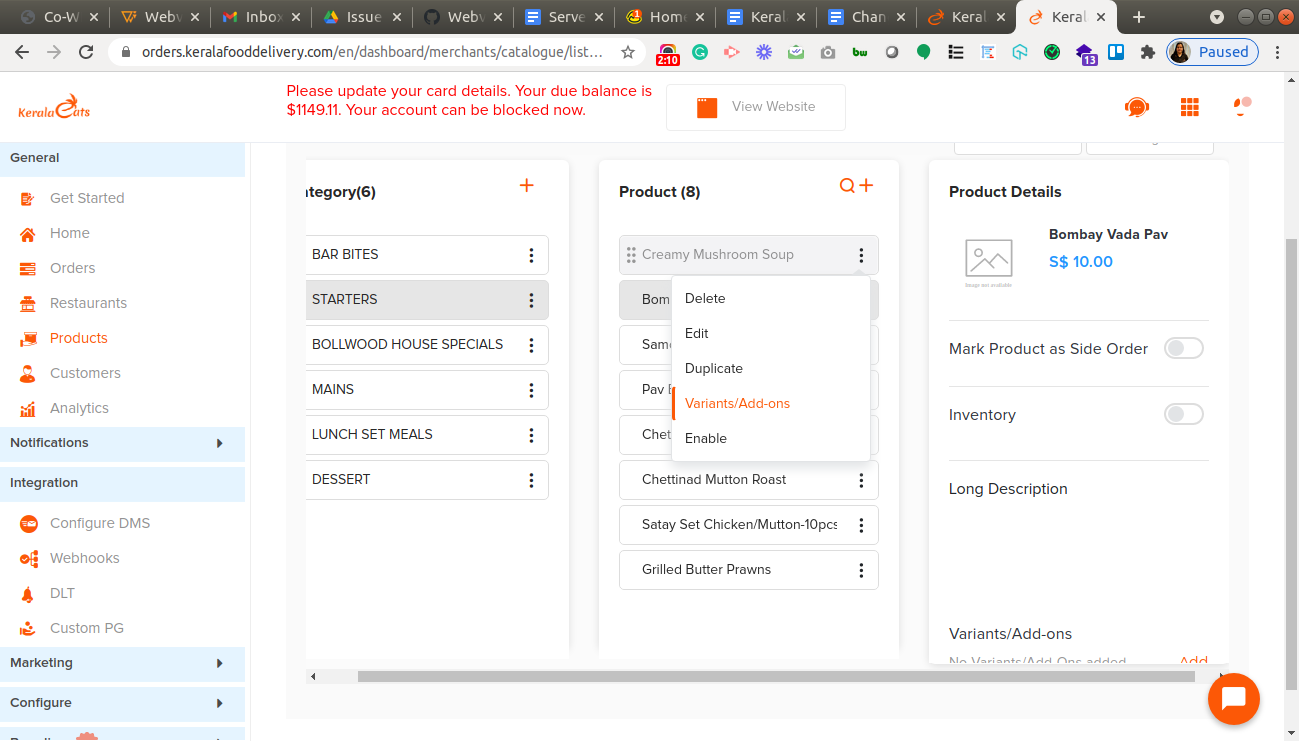 Co-W
Webv
Inbox
Issue
Webv
Serve
Home
Keral
Chan
Keral
Keral
orders.keralafooddelivery.com/en/dashboard/merchants/catalogue/list...
2:10
bw
13
Paused
Kerala Eats
Please update your card details. Your due balance is
$1149.11. Your account can be blocked now.
View Website
General
Get Started
Home
Orders
Restaurants
Products
Customers
Analytics
Notifications
Integration
Configure DMS
Webhooks
DLT
Custom PG
Marketing
Configure
tegory(6)
BAR BITES
STARTERS
BOLLWOOD HOUSE SPECIALS
MAINS
LUNCH SET MEALS
DESSERT
Product (8)
Creamy Mushroom Soup
Bom
Samo
Pav B
Chet
Delete
Edit
Duplicate
Variants/Add-ons
Enable
Chettinad Mutton Roast
Satay Set Chicken/Mutton-10pcs
Grilled Butter Prawns
Product Details
Bombay Vada Pav
S$ 10.00
Image not available
Mark Product as Side Order
Inventory
Long Description
Variants/Add-ons
No Variants/Add-Ons added
Add